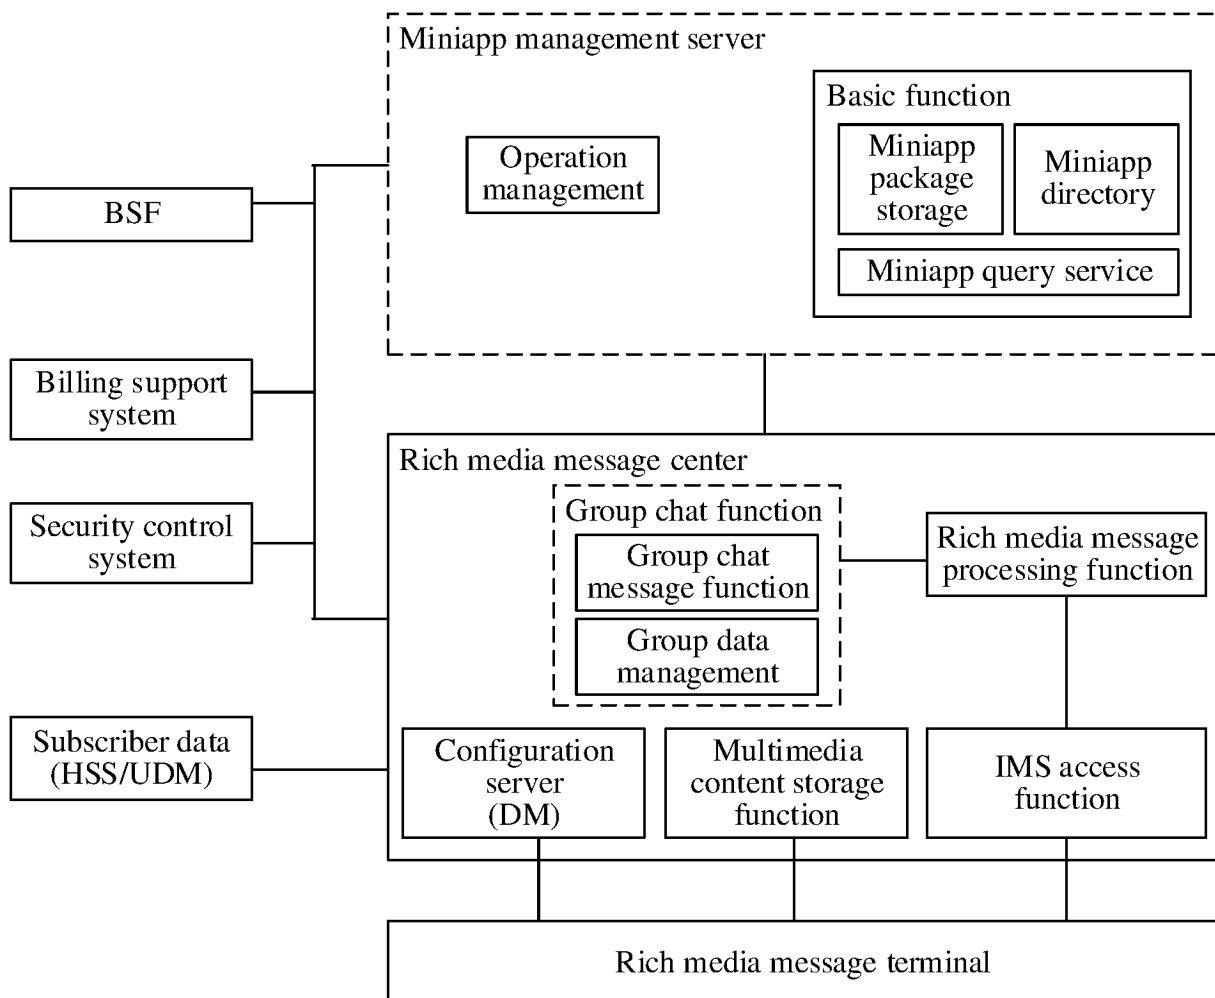 Miniapp management server
Basic function
Operation
management
Miniapp
package
storage
Miniapp
directory
Miniapp query service
BSF
Billing support
system
Security control
system
Subscriber data
(HSS/UDM)
Rich media message center
Group chat function
Group chat
message function
Group data
management
Rich media message
processing function
Configuration
server
(DM)
Multimedia
content storage
function
IMS access
function
Rich media message terminal